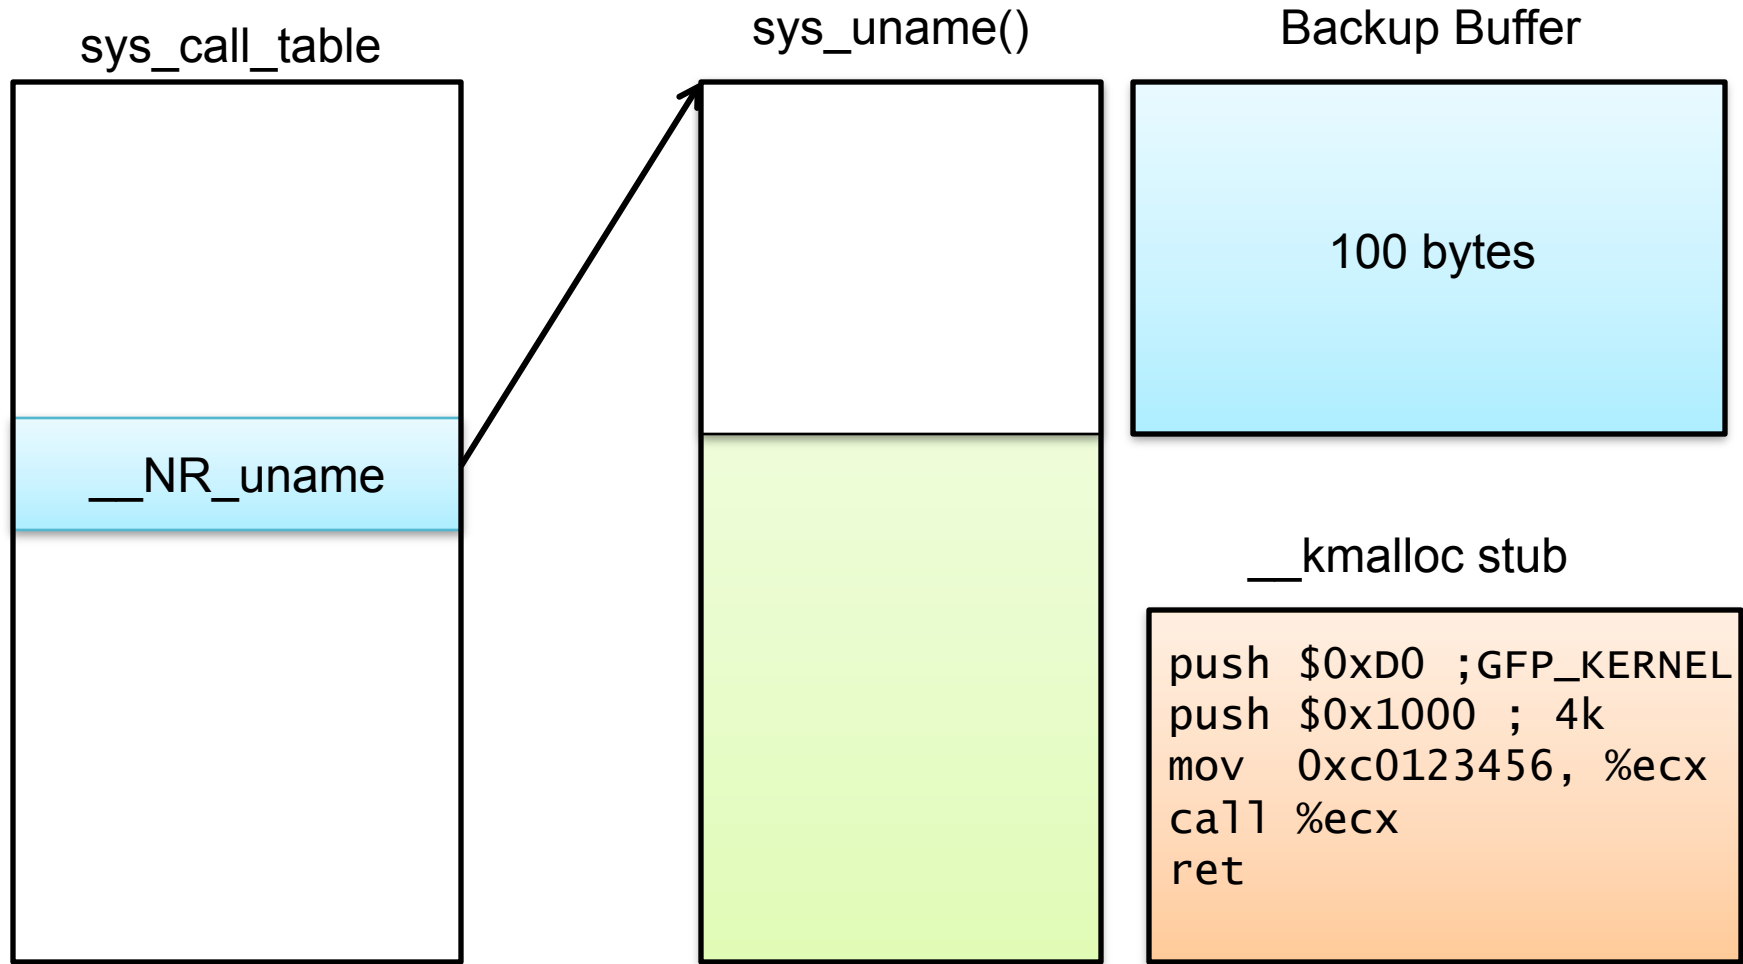 sys_call_table
__NR_uname
sys_uname()
Backup Buffer
100 bytes
__kmalloc stub
push $0xD0 ;GFP_KERNEL
push $0x1000 ; 4k
mov  0xc0123456, %ecx
call %ecx
ret